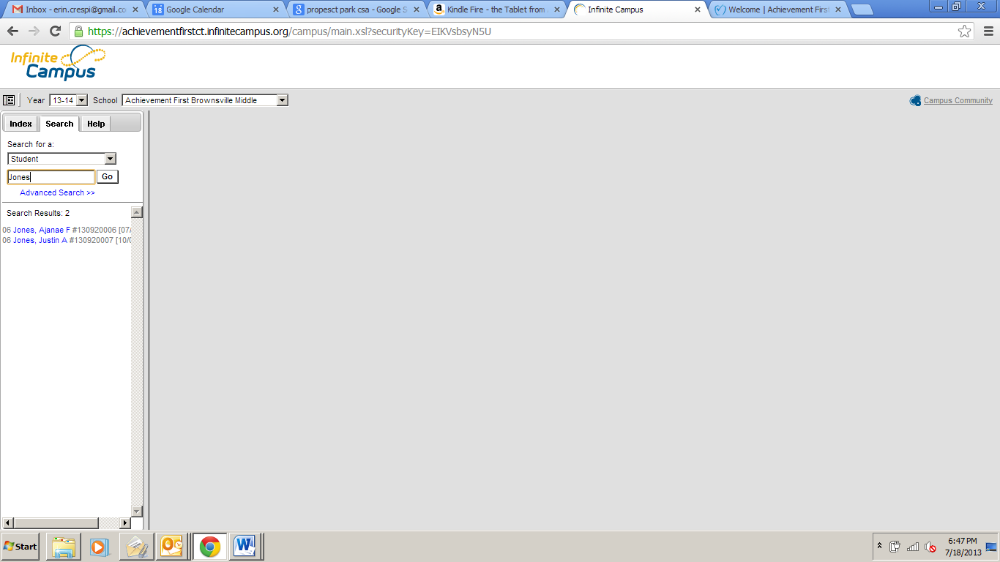 Inbox - erin.crespi@gmail.co
18 Google Calendar
propesct park csa - Google S
Kindle Fire - the Tablet from
Infinite Campus
Welcome | Achievement First
https://achievementfirstct.infinitecampus.org/campus/main.xsl?securityKey=EIKVsbsyN5U
Infinite
Campus
Year 13-14 School Achievement First Brownsville Middle
Campus Community
Index Search Help
Search for a:
Student
Jones Go
Advanced Search >>
Search Results: 2
06 Jones, Ajanae F #130920006 [07/
06 Jones, Justin A #130920007 [10/0
Start
6:47 PM
7/18/2013